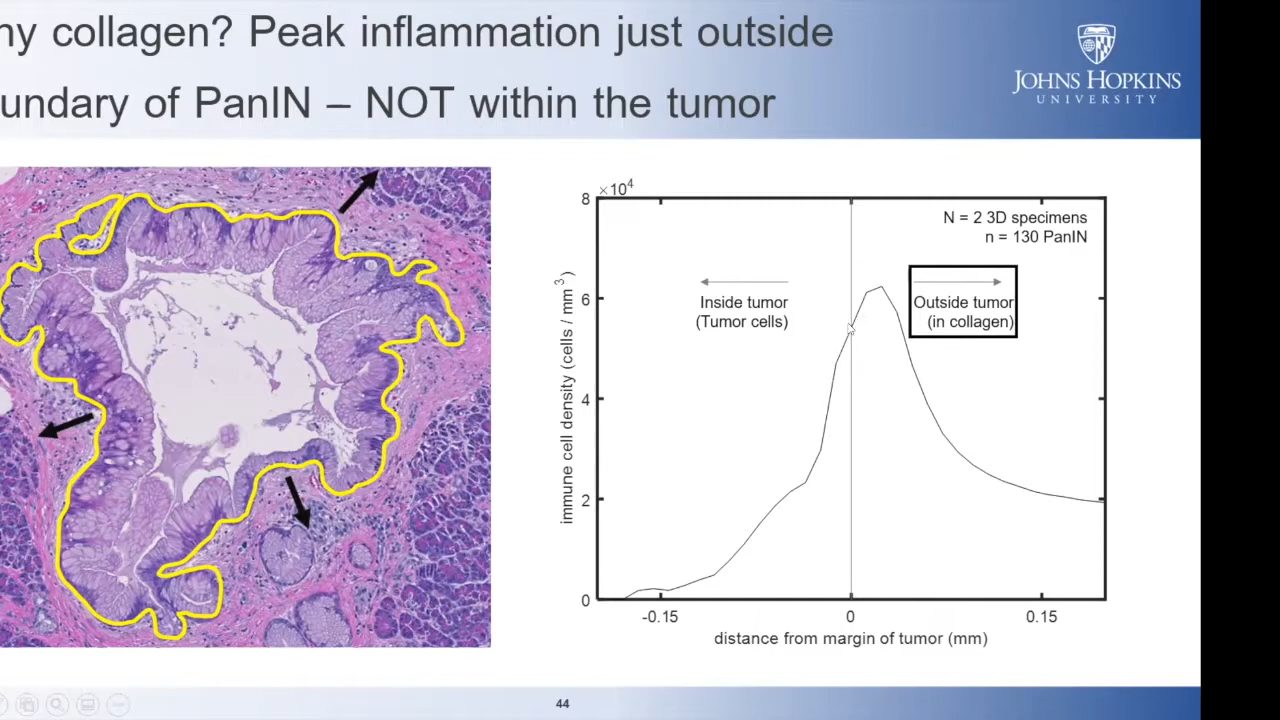 ny collagen? Peak inflammation just outside
undary of PanIN – NOT within the tumor
JOHNS HOPKINS
UNIVERSITY
×10⁴
8
6
4
2
0
N = 2 3D specimens
n = 130 PanIN
Inside tumor
(Tumor cells)
Outside tumor
(in collagen)
immune cell density (cells / mm³)
-0.15
0
0.15
distance from margin of tumor (mm)
44